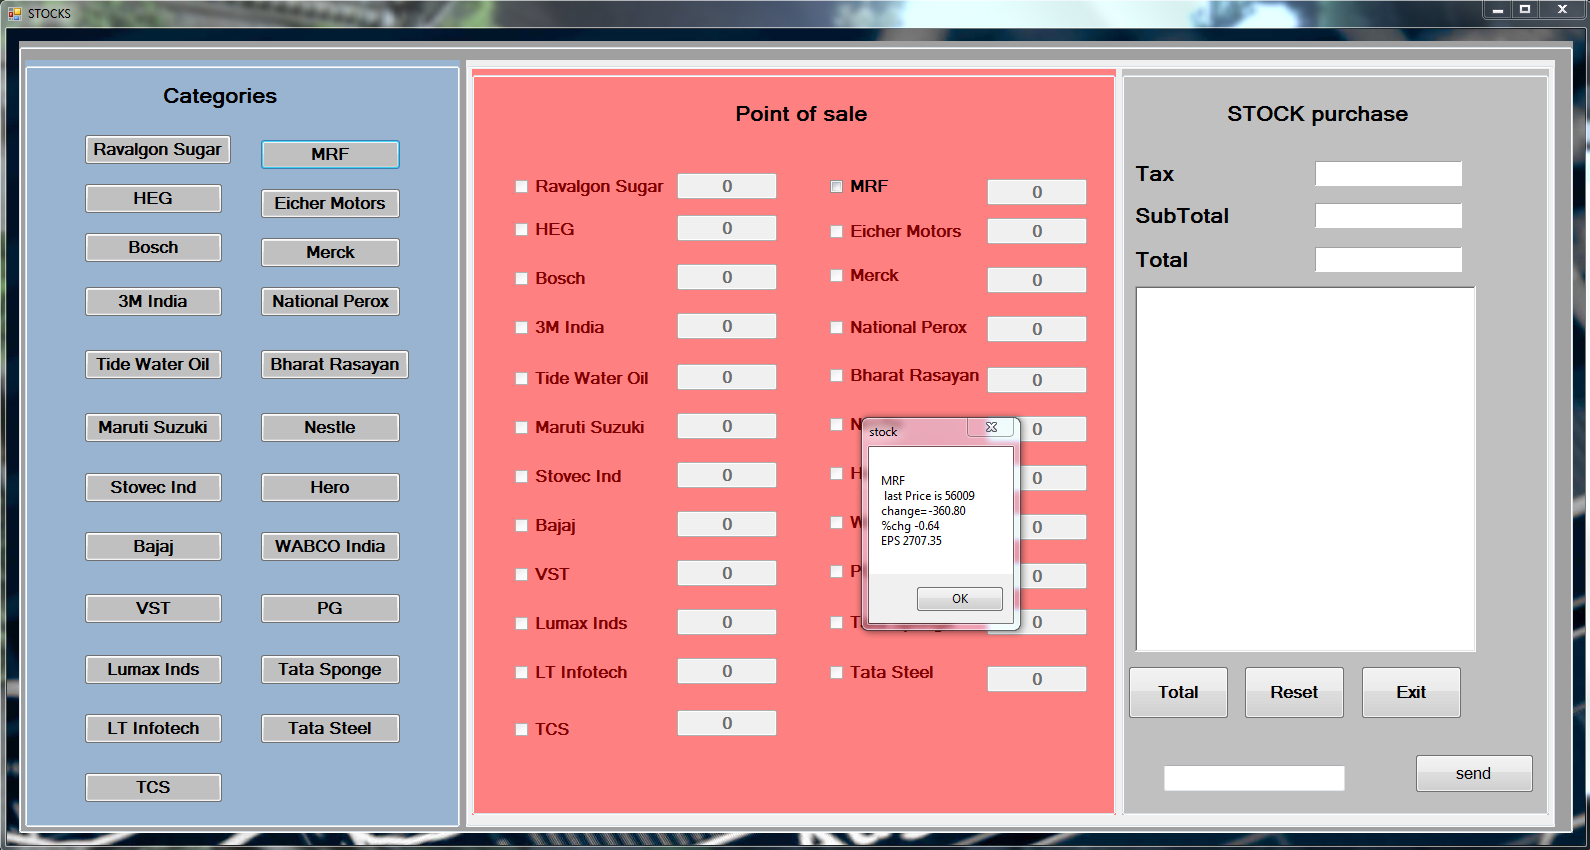 STOCKS
Categories
Ravalgon Sugar
MRF
HEG
Eicher Motors
Bosch
Merck
3M India
National Perox
Tide Water Oil
Bharat Rasayan
Maruti Suzuki
Nestle
Stovec Ind
Hero
Bajaj
WABCO India
VST
PG
Lumax Inds
Tata Sponge
LT Infotech
Tata Steel
TCS
Point of sale
Ravalgon Sugar 0
MRF 0
HEG 0
Eicher Motors 0
Bosch 0
Merck 0
3M India 0
National Perox 0
Tide Water Oil 0
Bharat Rasayan 0
Maruti Suzuki 0
0
Stovec Ind 0
0
Bajaj 0
0
VST 0
0
Lumax Inds 0
0
LT Infotech 0
Tata Steel 0
TCS 0
stock
MRF
last Price is 56009
change=-360.80
%chg -0.64
EPS 2707.35
OK
STOCK purchase
Tax
SubTotal
Total
Total Reset Exit
send